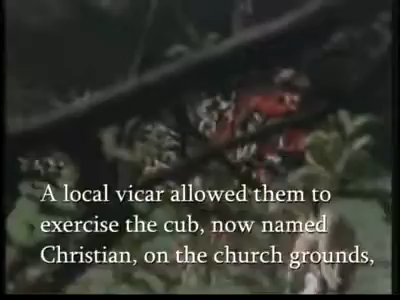 A local vicar allowed them to
exercise the cub, now named
Christian, on the church grounds,